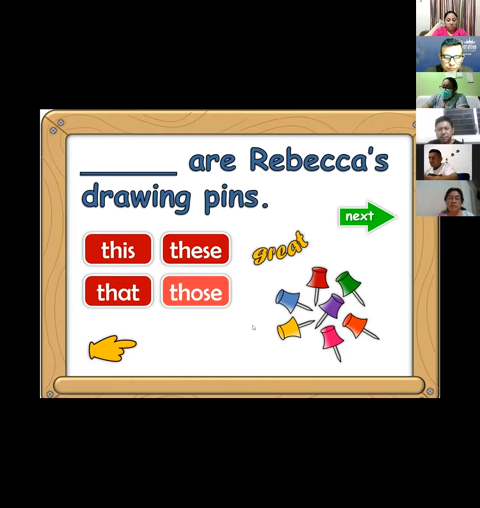 ______ are Rebecca's
drawing pins.
next
this these
great
that those